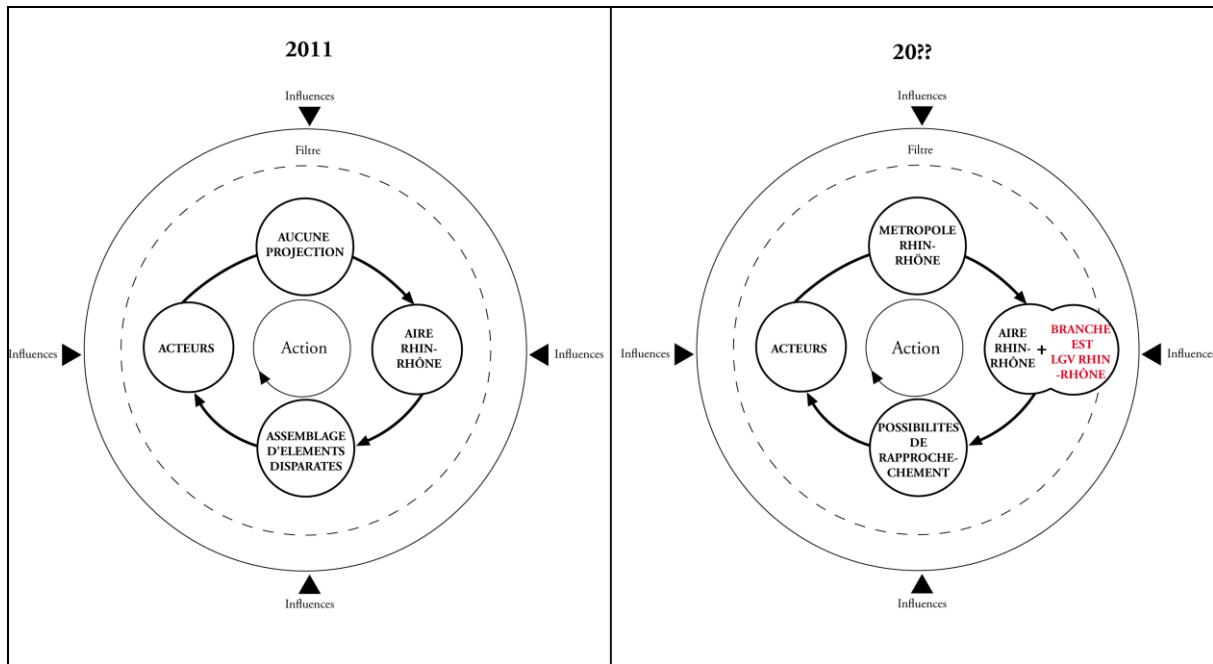 2011
Influences
Filtre
AUCUNE
PROJECTION
Influences
ACTEURS
Action
AIRE
RHIN-
RHÔNE
Influences
ASSEMBLAGE
D'ELEMENTS
DISPARATES
Influences
20??
Influences
Filtre
METROPOLE
RHIN-
RHÔNE
Influences
ACTEURS
Action
AIRE
RHIN-
RHÔNE
+
BRANCHE
EST
LGV RHIN
-RHÔNE
Influences
POSSIBILITES
DE
RAPPROCHE-
CHEMENT
Influences